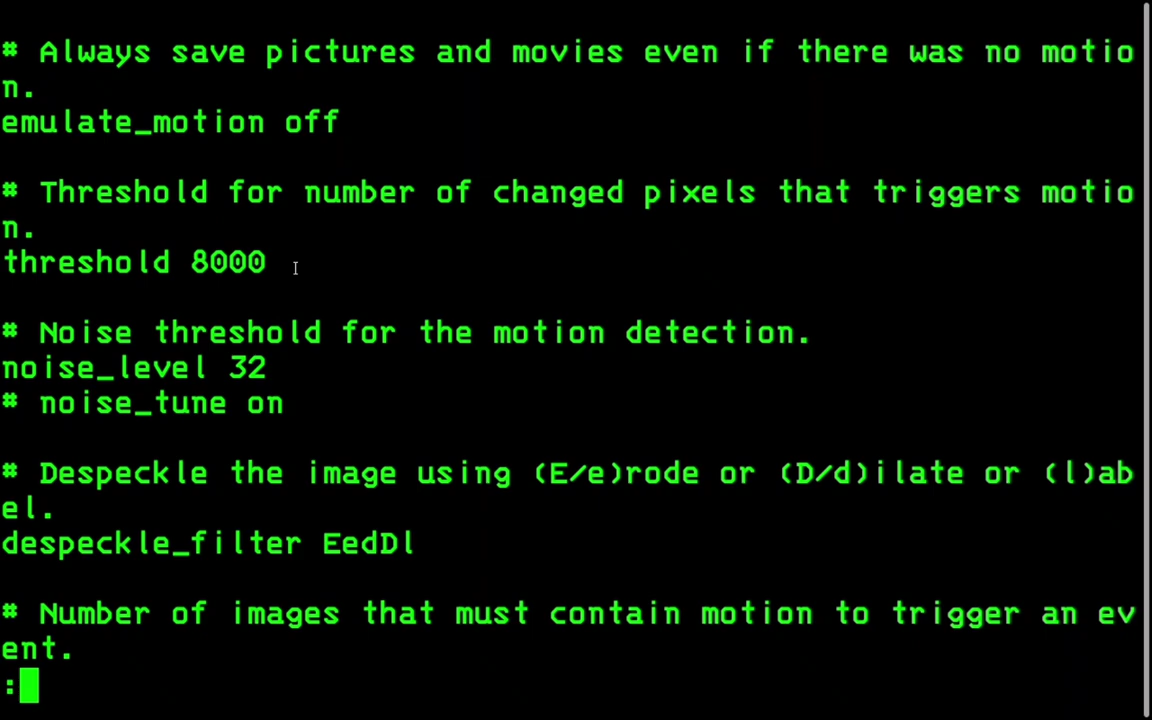 # Always save pictures and movies even if there was no motio
n.
emulate_motion off
# Threshold for number of changed pixels that triggers motio
n.
threshold 8000
# Noise threshold for the motion detection.
noise_level 32
# noise_tune on
# Despeckle the image using (E/e)rode or (D/d)ilate or (l)ab
el.
despeckle_filter EedDl
# Number of images that must contain motion to trigger an ev
ent.
: